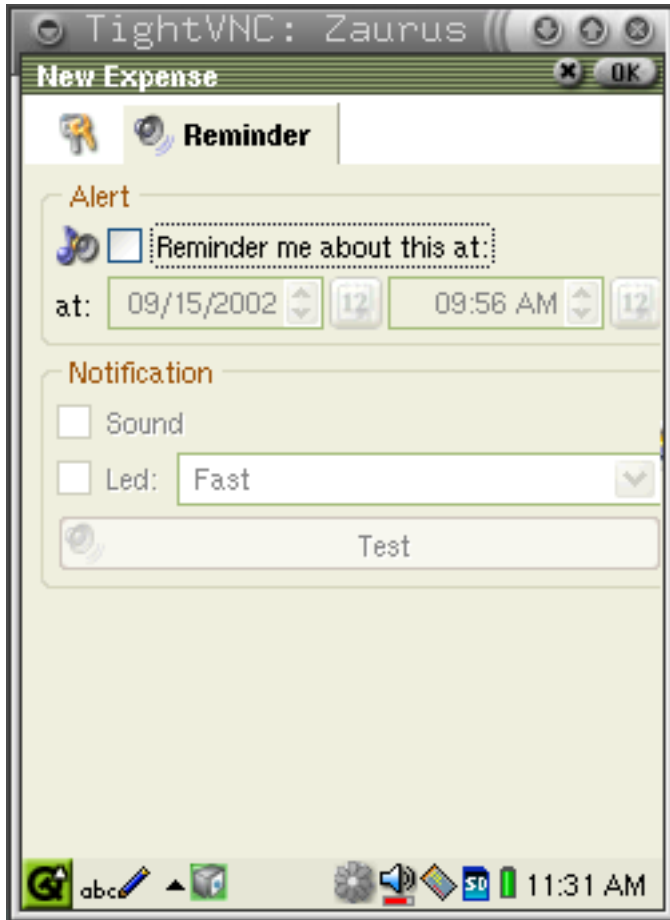 TightVNC: Zaurus
New Expense OK
Reminder
Alert
Reminder me about this at:
at: 09/15/2002 12 09:56 AM 12
Notification
Sound
Led: Fast
Test
abc SD 11:31 AM